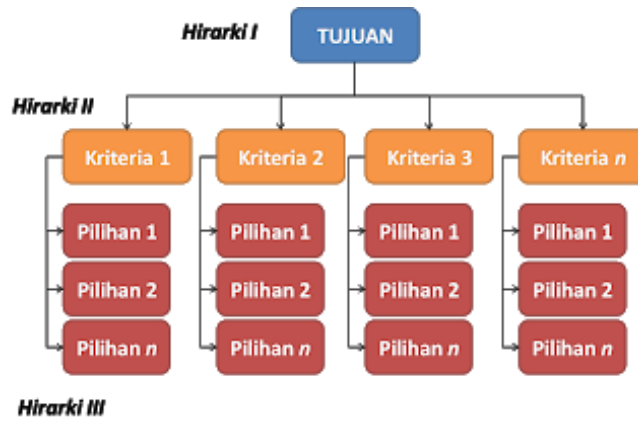 Hirarki I
TUJUAN
Hirarki II
Kriteria 1
Kriteria 2
Kriteria 3
Kriteria n
Pilihan 1
Pilihan 1
Pilihan 1
Pilihan 1
Pilihan 2
Pilihan 2
Pilihan 2
Pilihan 2
Pilihan n
Pilihan n
Pilihan n
Pilihan n
Hirarki III